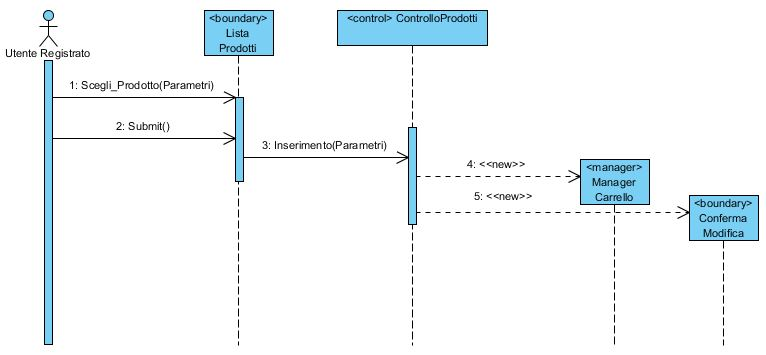 <boundary>
Lista
Prodotti
<control> ControlloProdotti
Utente Registrato
1: Scegli_Prodotto(Parametri)
2: Submit()
3: Inserimento(Parametri)
4: <<new>>
<manager>
Manager
Carrello
5: <<new>>
<boundary>
Conferma
Modifica